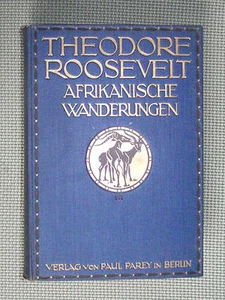 THEODORE
ROOSEVELT
AFRIKANISCHE
WANDERUNGEN
VERLAG VON PAUL PAREY IN BERLIN